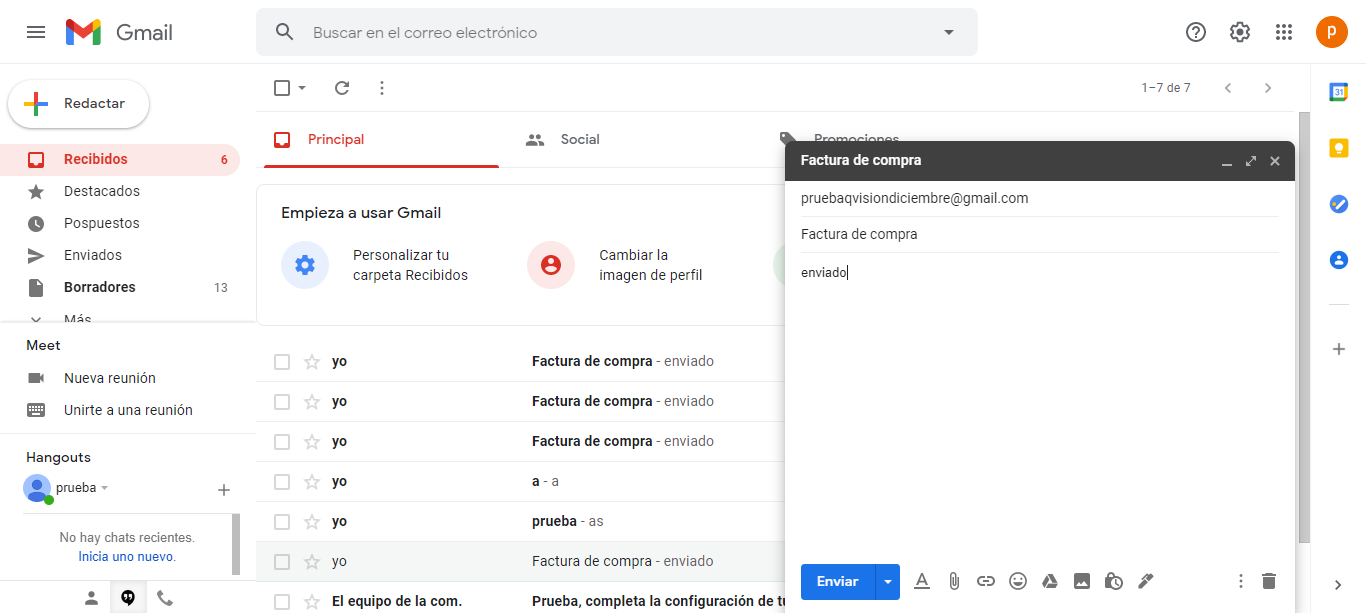 Gmail
Buscar en el correo electrónico
P
Redactar
1–7 de 7
31
Recibidos 6
Destacados
Pospuestos
Enviados
Borradores 13
Más
Principal
Social
Promociones
Empieza a usar Gmail
Personalizar tu
carpeta Recibidos
Cambiar la
imagen de perfil
yo Factura de compra - enviado
yo Factura de compra - enviado
yo Factura de compra - enviado
yo a - a
yo prueba - as
yo Factura de compra - enviado
El equipo de la com. Prueba, completa la configuración de
Meet
Nueva reunión
Unirte a una reunión
Hangouts
prueba
No hay chats recientes.
Inicia uno nuevo.
Factura de compra
pruebaqvisiondiciembre@gmail.com
Factura de compra
enviado
Enviar